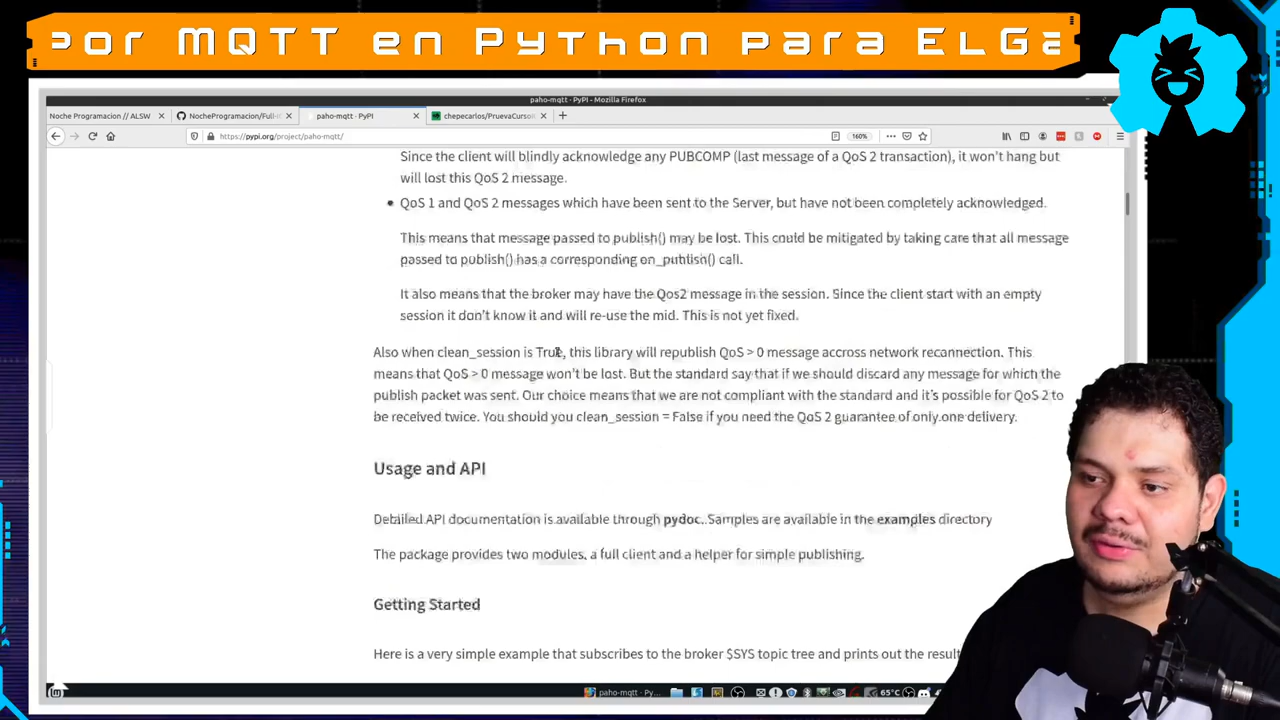 por MQTT en Python para ELGa
paho-mqtt · PyPI - Mozilla Firefox
Noche Programacion // ALSW
NocheProgramacion/Full
paho-mqtt · PyPI
chepecarlos/PruevaCurso
https://pypi.org/project/paho-mqtt/
160%
Since the client will blindly acknowledge any PUBCOMP (last message of a QoS 2 transaction), it won't hang but
will lost this QoS 2 message.
QoS 1 and QoS 2 messages which have been sent to the Server, but have not been completely acknowledged.
This means that message passed to publish() may be lost. This could be mitigated by taking care that all message
passed to publish() has a corresponding on_publish() call.
It also means that the broker may have the Qos2 message in the session. Since the client start with an empty
session it don't know it and will re-use the mid. This is not yet fixed.
Also when clean_session is True, this library will republish QoS > 0 message accross network reconnection. This
means that QoS > 0 message won't be lost. But the standard say that if we should discard any message for which the
publish packet was sent. Our choice means that we are not compliant with the standard and it's possible for QoS 2 to
be received twice. You should you clean_session = False if you need the QoS 2 guarantee of only one delivery.
Usage and API
Detailed API documentation is available through pydoc. Samples are available in the examples directory
The package provides two modules, a full client and a helper for simple publishing.
Getting Started
Here is a very simple example that subscribes to the broker $SYS topic tree and prints out the result
paho-mqtt · Py...
65°C